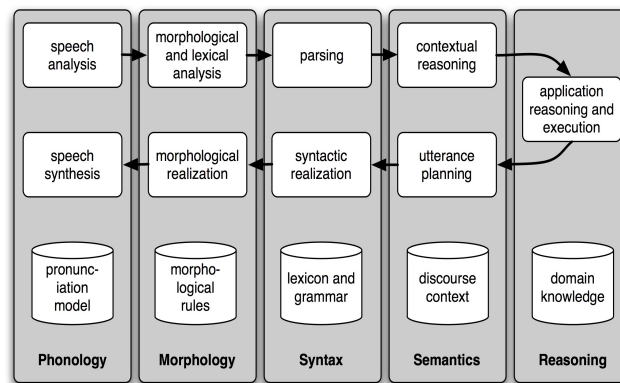 speech
analysis
morphological
and lexical
analysis
parsing
contextual
reasoning
application
reasoning and
execution
speech
synthesis
morphological
realization
syntactic
realization
utterance
planning
pronunc-
iation
model
morpho-
logical
rules
lexicon and
grammar
discourse
context
domain
knowledge
Phonology
Morphology
Syntax
Semantics
Reasoning